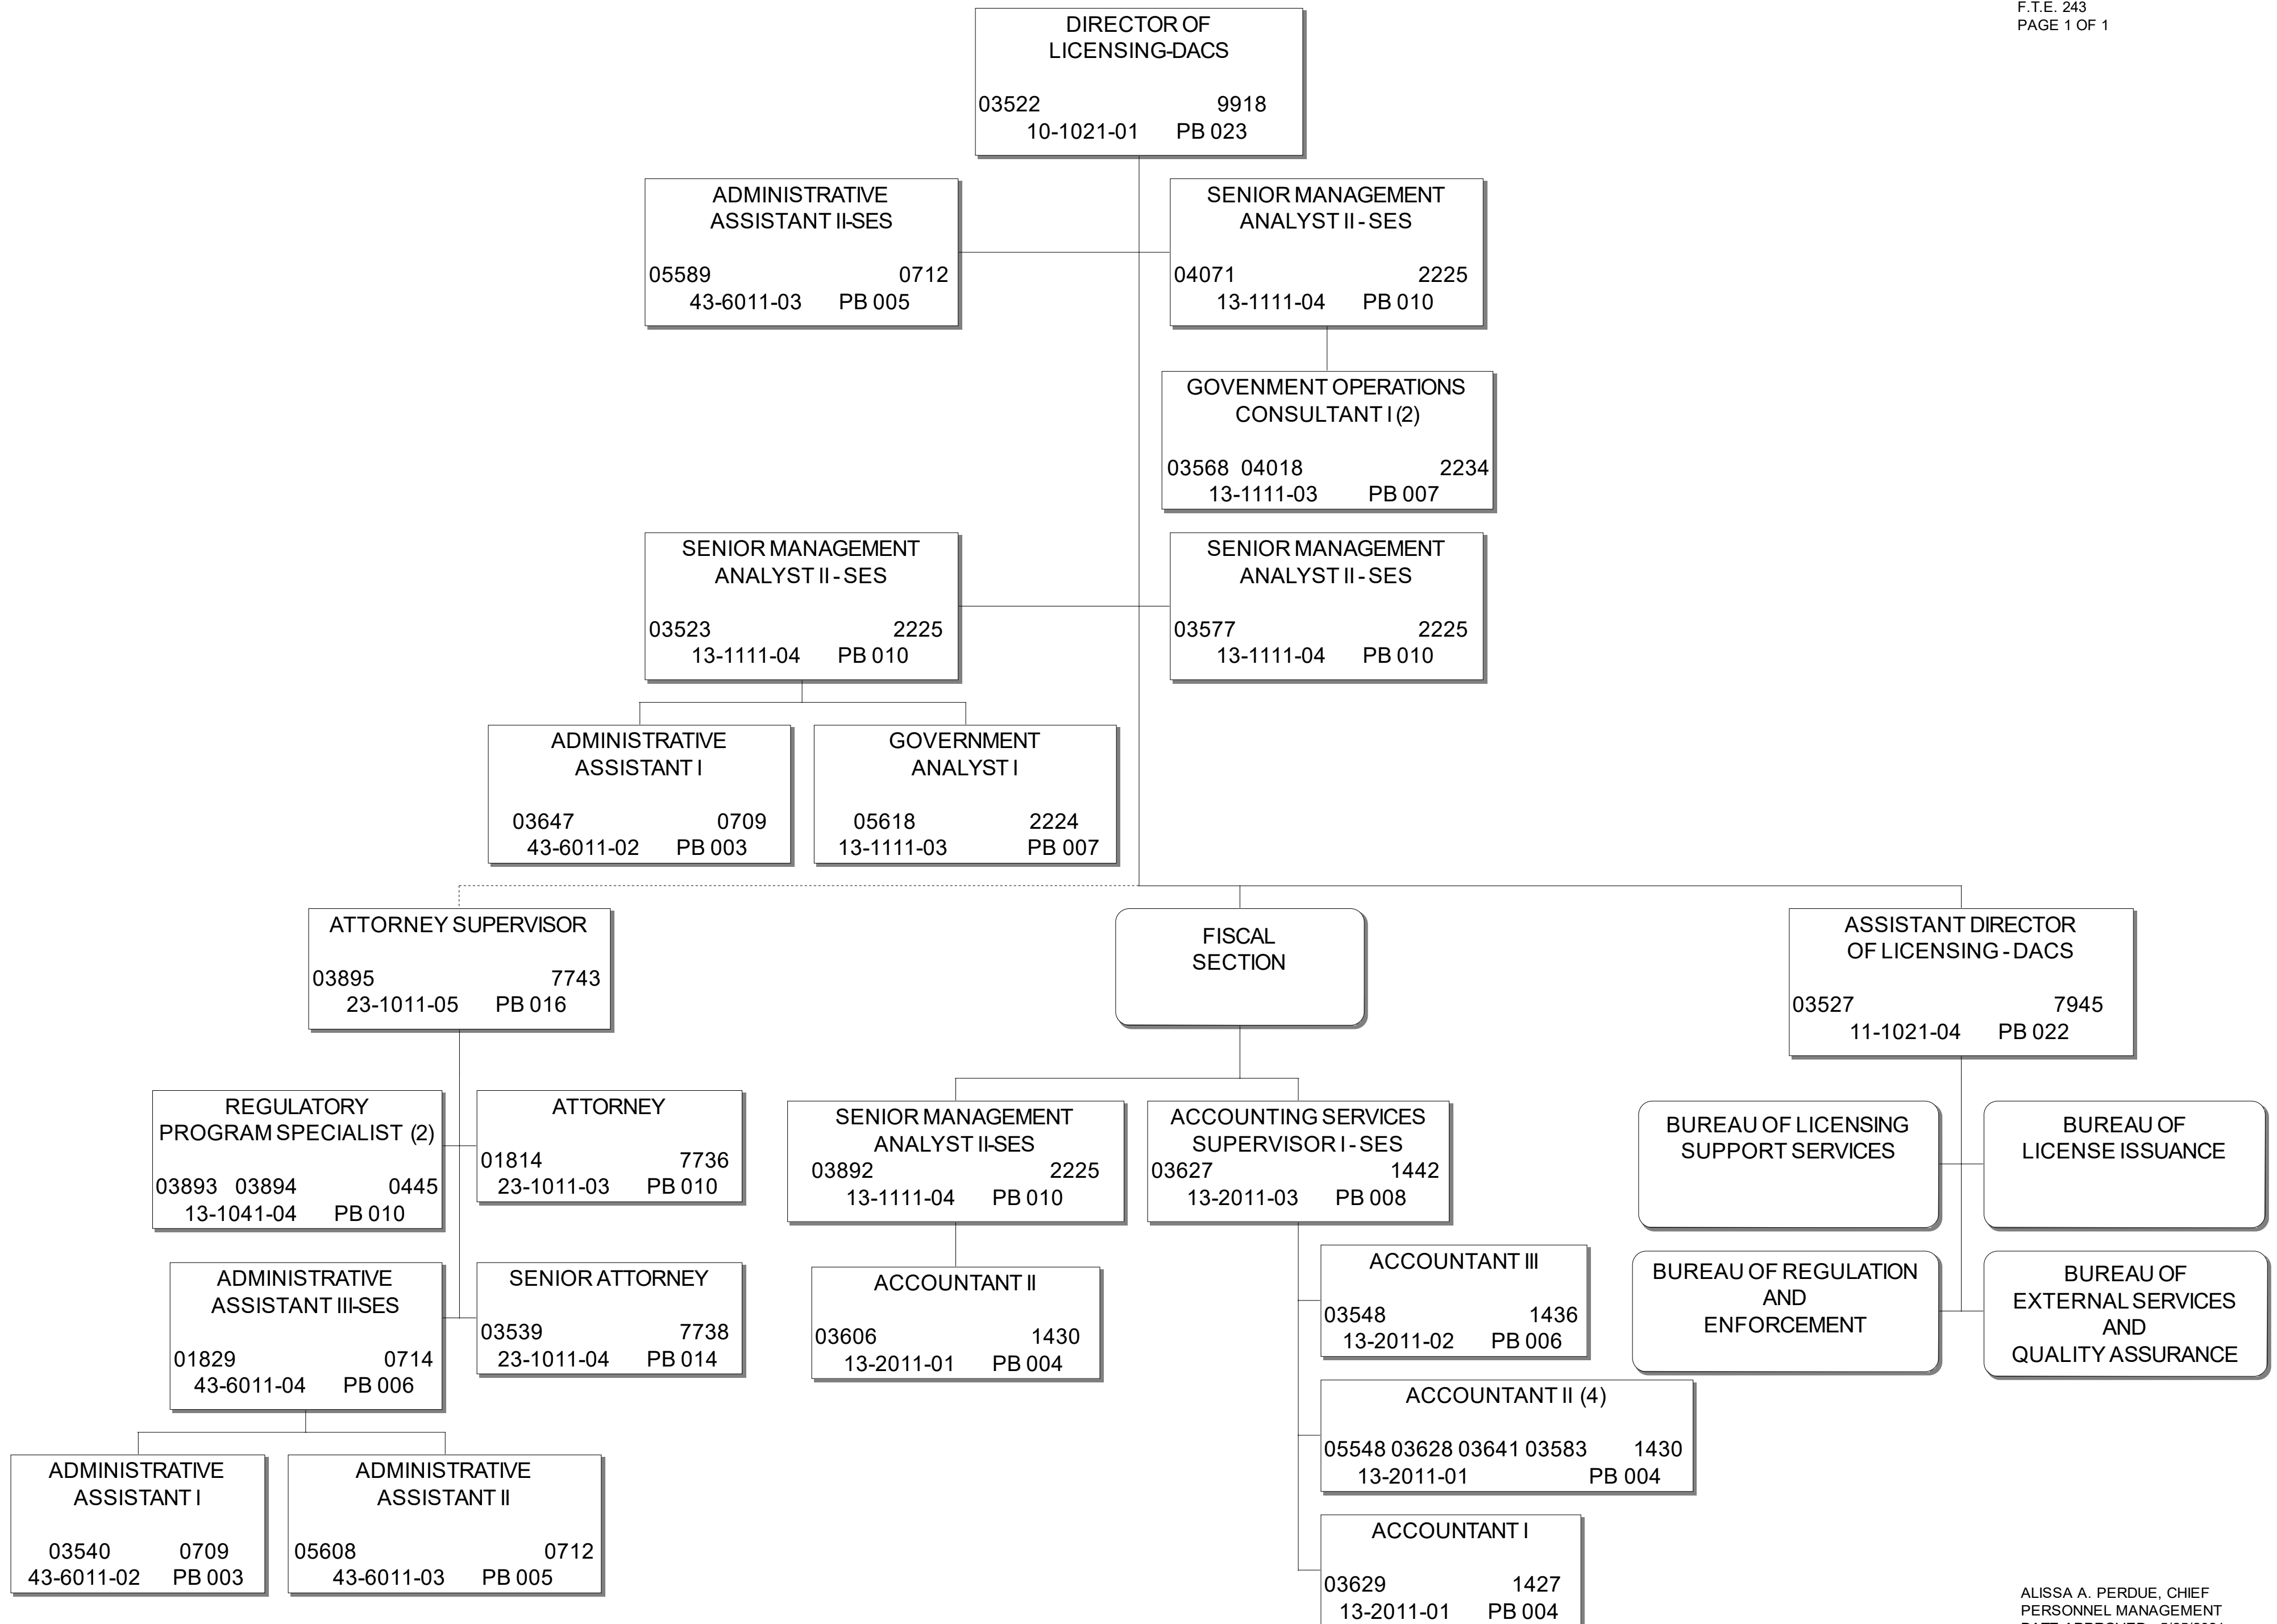 F.T.E. 243
PAGE 1 OF 1
DIRECTOR OF
LICENSING-DACS
03522 9918
10-1021-01 PB 023
ADMINISTRATIVE
ASSISTANT II-SES
05589 0712
43-6011-03 PB 005
SENIOR MANAGEMENT
ANALYST II - SES
04071 2225
13-1111-04 PB 010
GOVENMENT OPERATIONS
CONSULTANT I (2)
03568 04018 2234
13-1111-03 PB 007
SENIOR MANAGEMENT
ANALYST II - SES
03523 2225
13-1111-04 PB 010
SENIOR MANAGEMENT
ANALYST II - SES
03577 2225
13-1111-04 PB 010
ADMINISTRATIVE
ASSISTANT I
03647 0709
43-6011-02 PB 003
GOVERNMENT
ANALYST I
05618 2224
13-1111-03 PB 007
ATTORNEY SUPERVISOR
03895 7743
23-1011-05 PB 016
FISCAL
SECTION
ASSISTANT DIRECTOR
OF LICENSING - DACS
03527 7945
11-1021-04 PB 022
REGULATORY
PROGRAM SPECIALIST (2)
03893 03894 0445
13-1041-04 PB 010
ATTORNEY
01814 7736
23-1011-03 PB 010
SENIOR MANAGEMENT
ANALYST II-SES
03892 2225
13-1111-04 PB 010
ACCOUNTING SERVICES
SUPERVISOR I - SES
03627 1442
13-2011-03 PB 008
BUREAU OF LICENSING
SUPPORT SERVICES
BUREAU OF
LICENSE ISSUANCE
ADMINISTRATIVE
ASSISTANT III-SES
01829 0714
43-6011-04 PB 006
SENIOR ATTORNEY
03539 7738
23-1011-04 PB 014
ACCOUNTANT II
03606 1430
13-2011-01 PB 004
ACCOUNTANT III
03548 1436
13-2011-02 PB 006
BUREAU OF REGULATION
AND
ENFORCEMENT
BUREAU OF
EXTERNAL SERVICES
AND
QUALITY ASSURANCE
ACCOUNTANT II (4)
05548 03628 03641 03583 1430
13-2011-01 PB 004
ADMINISTRATIVE
ASSISTANT I
03540 0709
43-6011-02 PB 003
ADMINISTRATIVE
ASSISTANT II
05608 0712
43-6011-03 PB 005
ACCOUNTANT I
03629 1427
13-2011-01 PB 004
ALISSA A. PERDUE, CHIEF
PERSONNEL MANAGEMENT